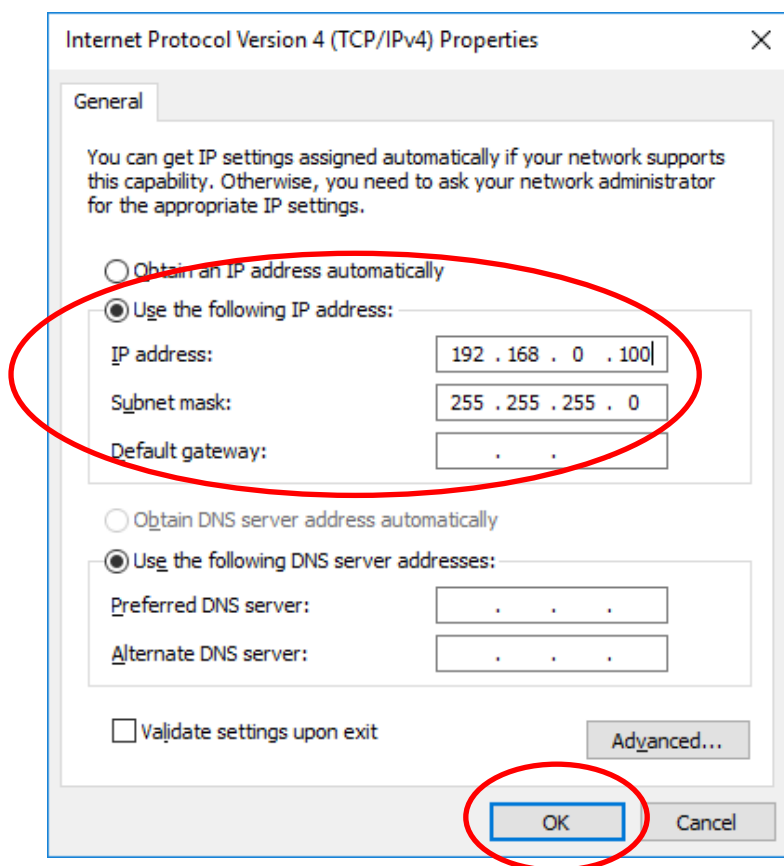 Internet Protocol Version 4 (TCP/IPv4) Properties
General
You can get IP settings assigned automatically if your network supports
this capability. Otherwise, you need to ask your network administrator
for the appropriate IP settings.
Obtain an IP address automatically
Use the following IP address:
IP address: 192 . 168 . 0 . 100
Subnet mask: 255 . 255 . 255 . 0
Default gateway: . .
Obtain DNS server address automatically
Use the following DNS server addresses:
Preferred DNS server: . . .
Alternate DNS server: . . .
Validate settings upon exit
Advanced...
OK Cancel